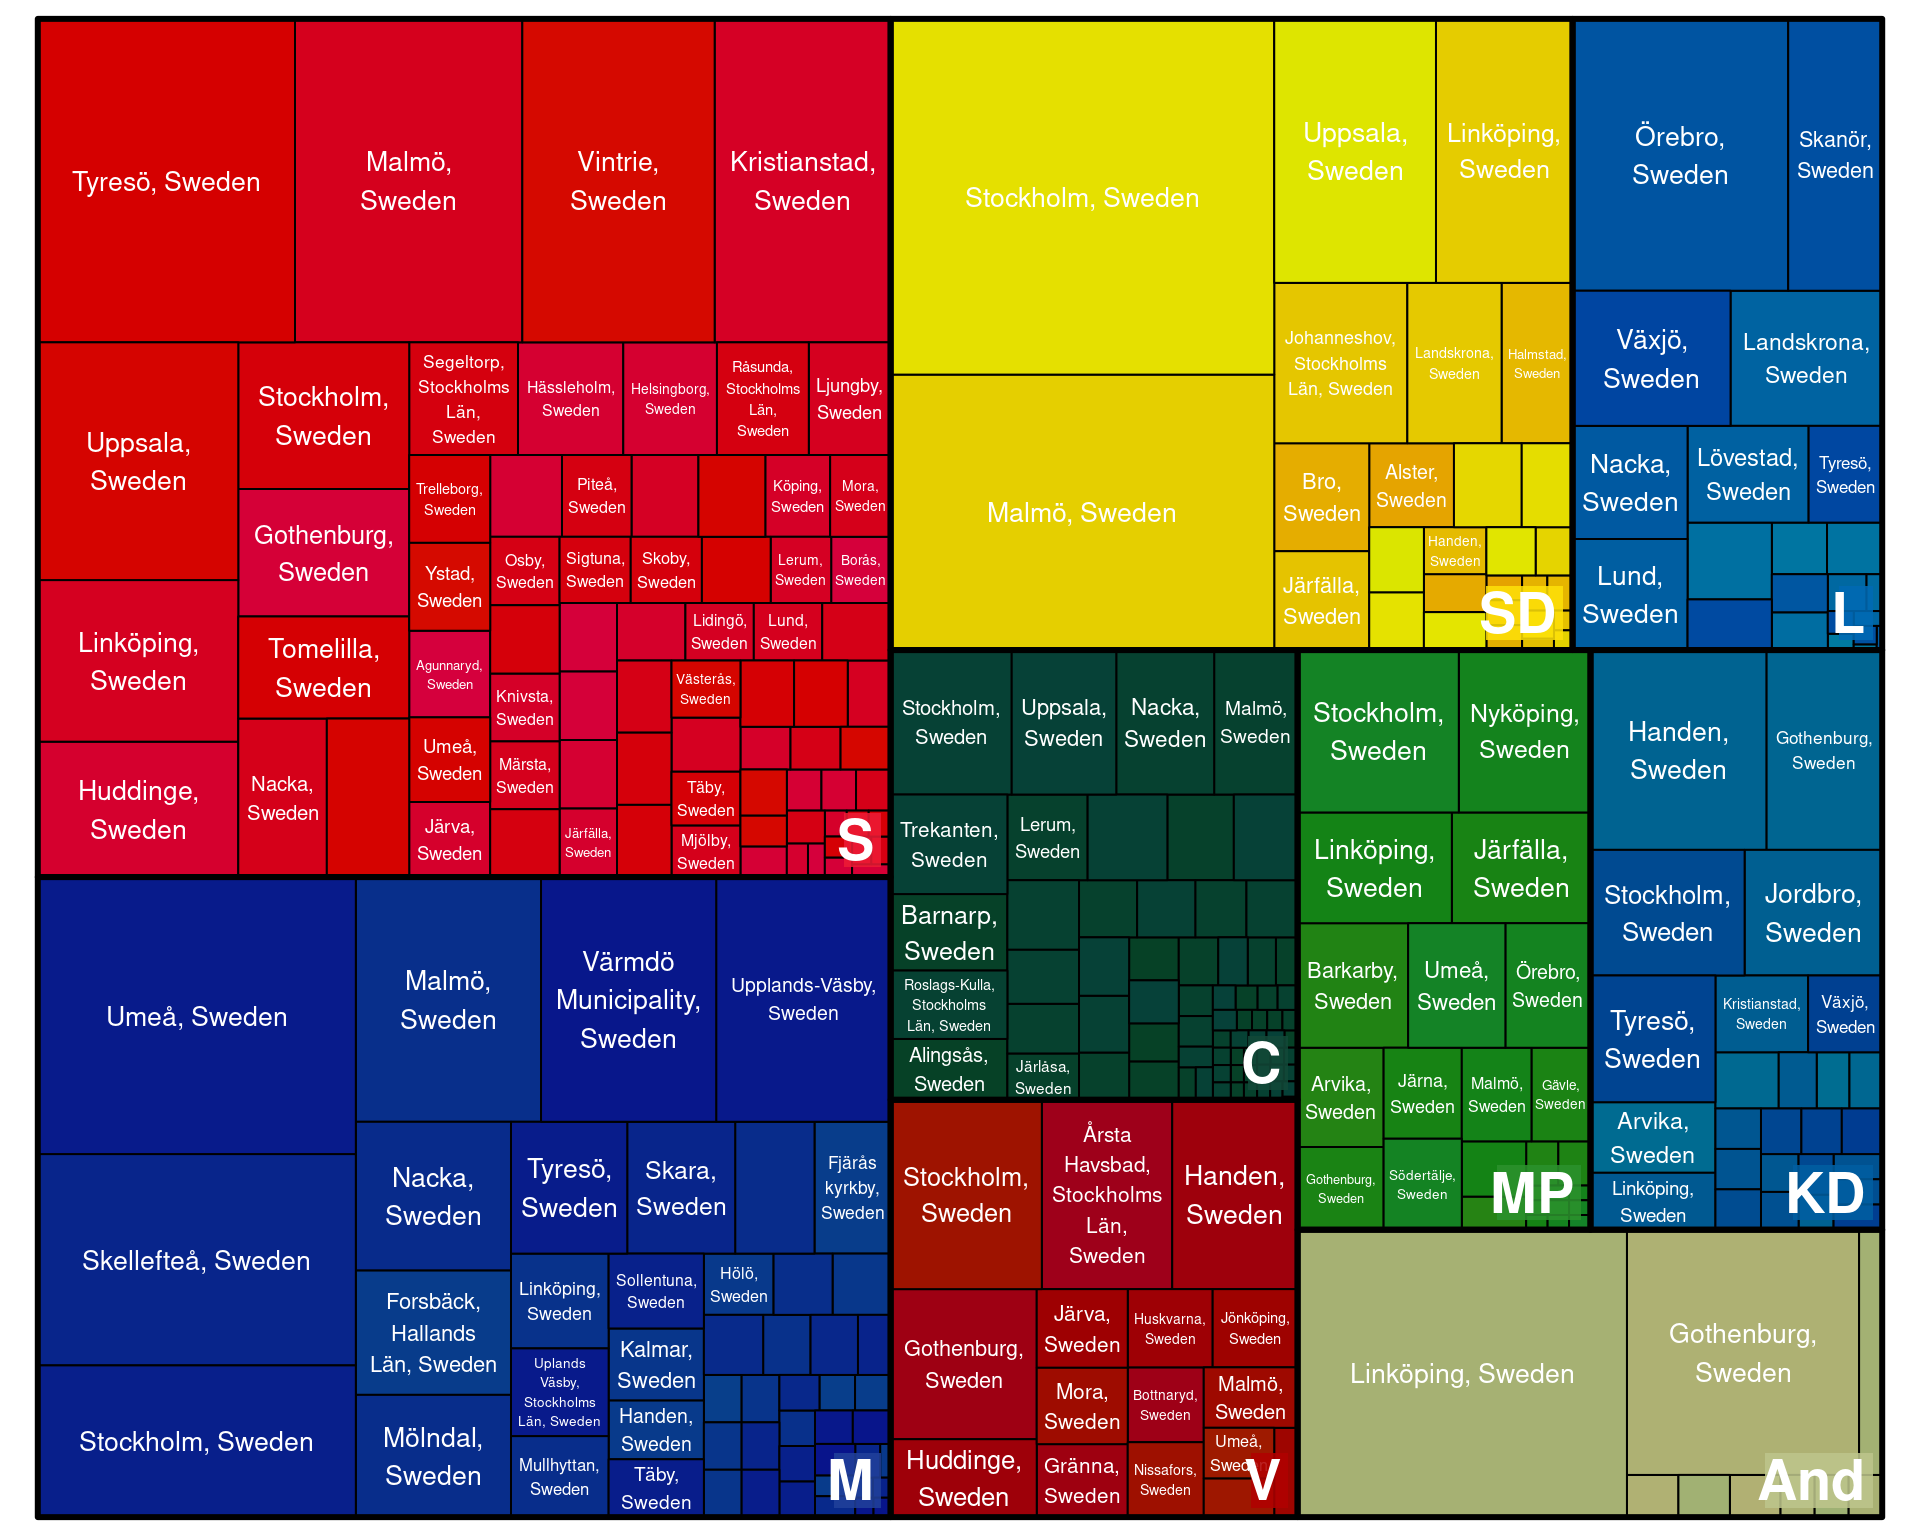 Tyresö, Sweden
Malmö,
Sweden
Vintrie,
Sweden
Kristianstad,
Sweden
Uppsala,
Sweden
Linköping,
Sweden
Huddinge,
Sweden
Stockholm,
Sweden
Gothenburg,
Sweden
Tomelilla,
Sweden
Nacka,
Sweden
Segeltorp,
Stockholms
Län,
Sweden
Hässleholm,
Sweden
Helsingborg,
Sweden
Råsunda,
Stockholms
Län,
Sweden
Ljungby,
Sweden
Trelleborg,
Sweden
Ystad,
Sweden
Agunnaryd,
Sweden
Umeå,
Sweden
Järva,
Sweden
Piteå,
Sweden
Köping,
Sweden
Mora,
Sweden
Osby,
Sweden
Sigtuna,
Sweden
Skoby,
Sweden
Lerum,
Sweden
Borås,
Sweden
Knivsta,
Sweden
Märsta,
Sweden
Järfälla,
Sweden
Lidingö,
Sweden
Lund,
Sweden
Västerås,
Sweden
Täby,
Sweden
Mjölby,
Sweden
S
Umeå, Sweden
Skellefteå, Sweden
Stockholm, Sweden
Malmö,
Sweden
Värmdö
Municipality,
Sweden
Upplands-Väsby,
Sweden
Nacka,
Sweden
Forsbäck,
Hallands
Län, Sweden
Mölndal,
Sweden
Tyresö,
Sweden
Skara,
Sweden
Fjärås
kyrkby,
Sweden
Linköping,
Sweden
Uplands
Väsby,
Stockholms
Län, Sweden
Mullhyttan,
Sweden
Sollentuna,
Sweden
Kalmar,
Sweden
Handen,
Sweden
Täby,
Sweden
Hölö,
Sweden
M
Stockholm, Sweden
Malmö, Sweden
Uppsala,
Sweden
Linköping,
Sweden
Johanneshov,
Stockholms
Län, Sweden
Landskrona,
Sweden
Halmstad,
Sweden
Bro,
Sweden
Järfälla,
Sweden
Alster,
Sweden
Handen,
Sweden
SD
Örebro,
Sweden
Skanör,
Sweden
Växjö,
Sweden
Landskrona,
Sweden
Nacka,
Sweden
Lund,
Sweden
Lövestad,
Sweden
Tyresö,
Sweden
L
Stockholm,
Sweden
Uppsala,
Sweden
Nacka,
Sweden
Malmö,
Sweden
Trekanten,
Sweden
Barnarp,
Sweden
Roslags-Kulla,
Stockholms
Län, Sweden
Alingsås,
Sweden
Lerum,
Sweden
Järlåsa,
Sweden
C
Stockholm,
Sweden
Årsta
Havsbad,
Stockholms
Län,
Sweden
Handen,
Sweden
Gothenburg,
Sweden
Huddinge,
Sweden
Järva,
Sweden
Mora,
Sweden
Gränna,
Sweden
Huskvarna,
Sweden
Jönköping,
Sweden
Bottnaryd,
Sweden
Nissafors,
Sweden
Malmö,
Sweden
Umeå,
Sweden
V
Stockholm,
Sweden
Nyköping,
Sweden
Linköping,
Sweden
Järfälla,
Sweden
Barkarby,
Sweden
Umeå,
Sweden
Örebro,
Sweden
Arvika,
Sweden
Gothenburg,
Sweden
Järna,
Sweden
Södertälje,
Sweden
Malmö,
Sweden
Gävle,
Sweden
MP
Handen,
Sweden
Gothenburg,
Sweden
Stockholm,
Sweden
Jordbro,
Sweden
Tyresö,
Sweden
Arvika,
Sweden
Linköping,
Sweden
Kristianstad,
Sweden
Växjö,
Sweden
KD
Linköping, Sweden
Gothenburg,
Sweden
And